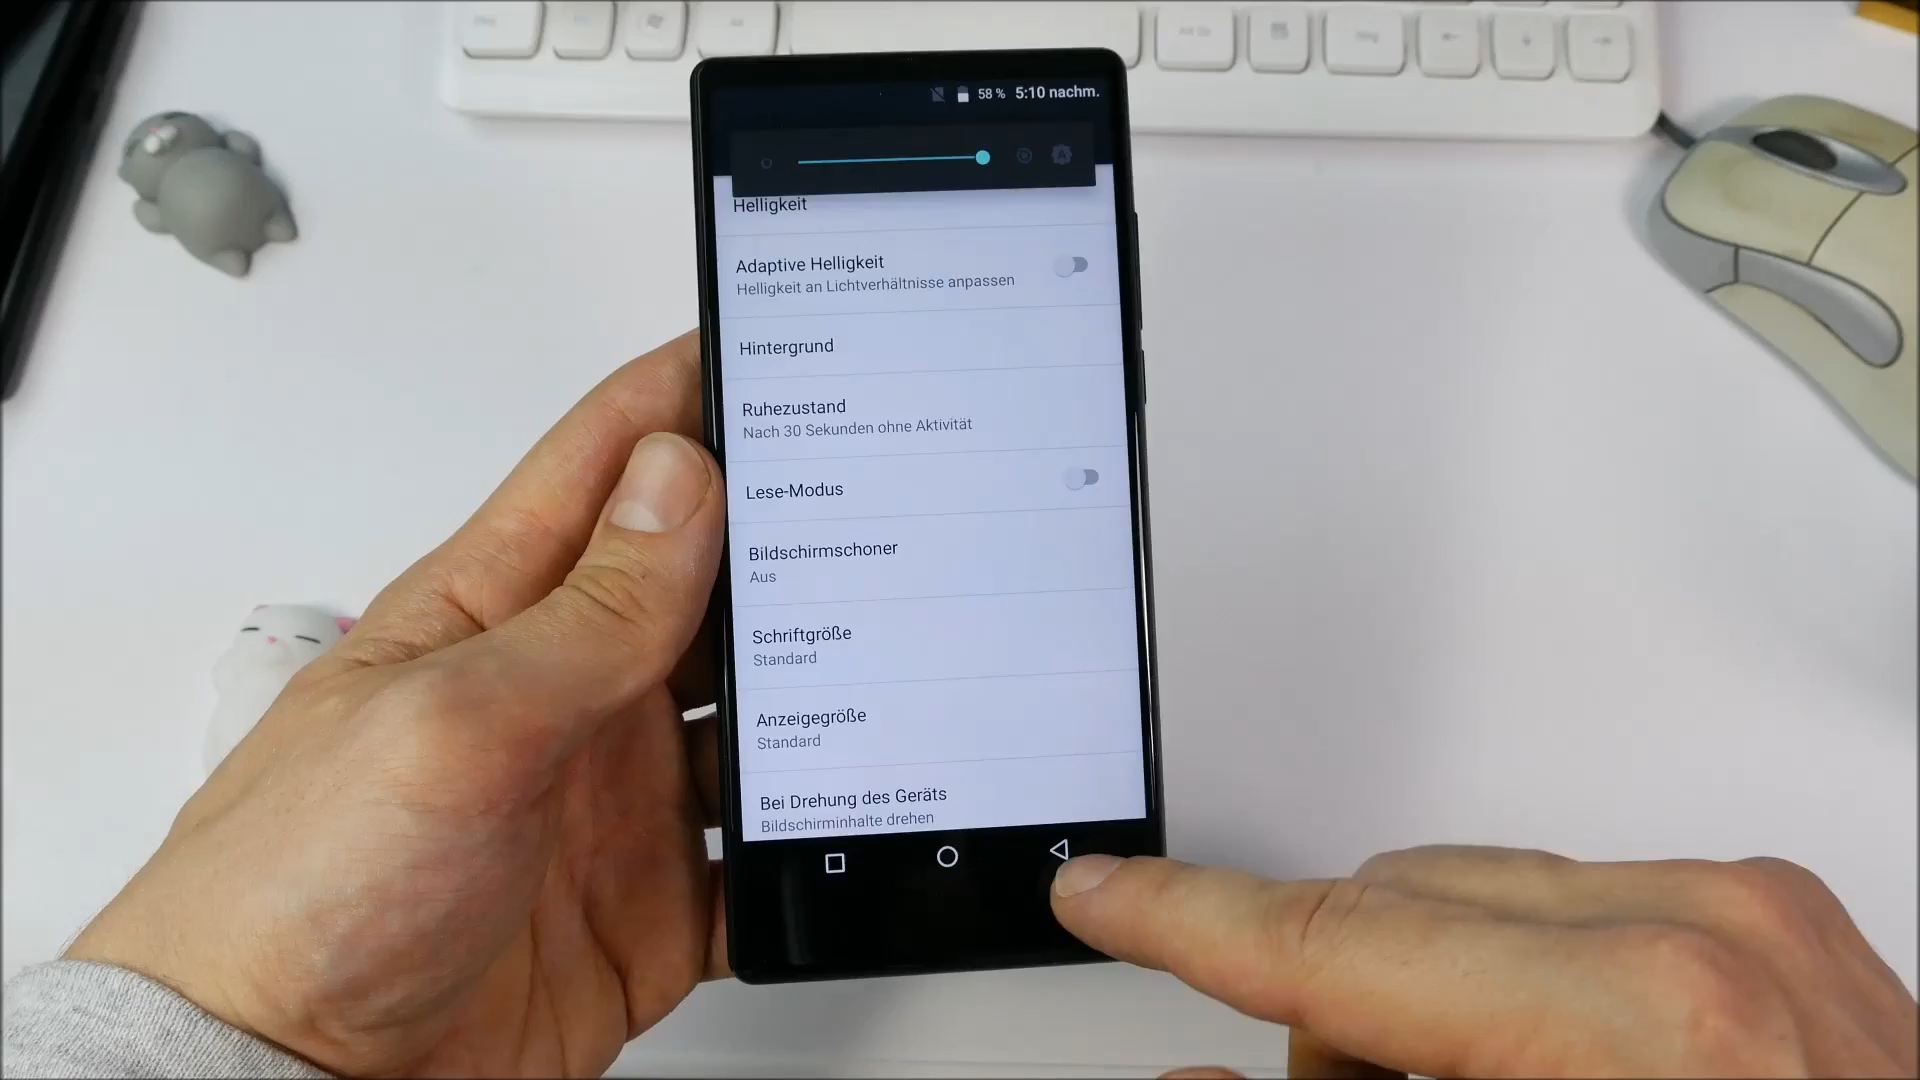 58 % 5:10 nachm.
Helligkeit
Adaptive Helligkeit
Helligkeit an Lichtverhältnisse anpassen
Hintergrund
Ruhezustand
Nach 30 Sekunden ohne Aktivität
Lese-Modus
Bildschirmschoner
Aus
Schriftgröße
Standard
Anzeigegröße
Standard
Bei Drehung des Geräts
Bildschirminhalte drehen